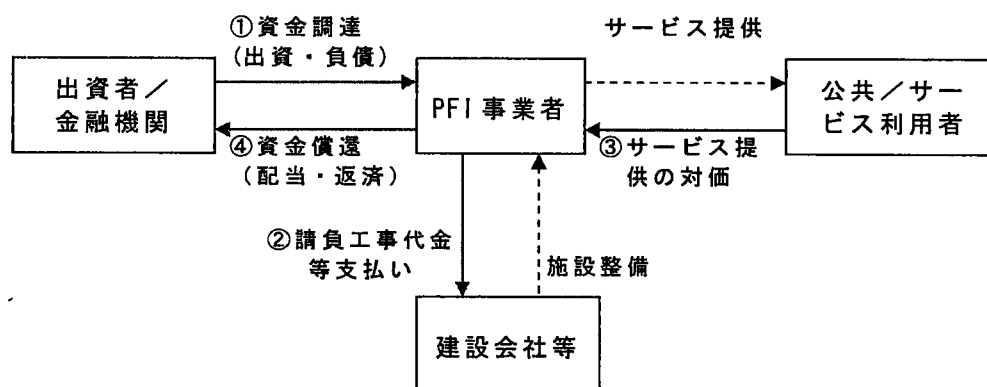 ①資金調達
(出資・負債)
サービス提供
出資者/
金融機関
PFI事業者
公共/サー
ビス利用者
④資金償還
(配当・返済)
③サービス提
供の対価
②請負工事代金
等支払い
施設整備
建設会社等